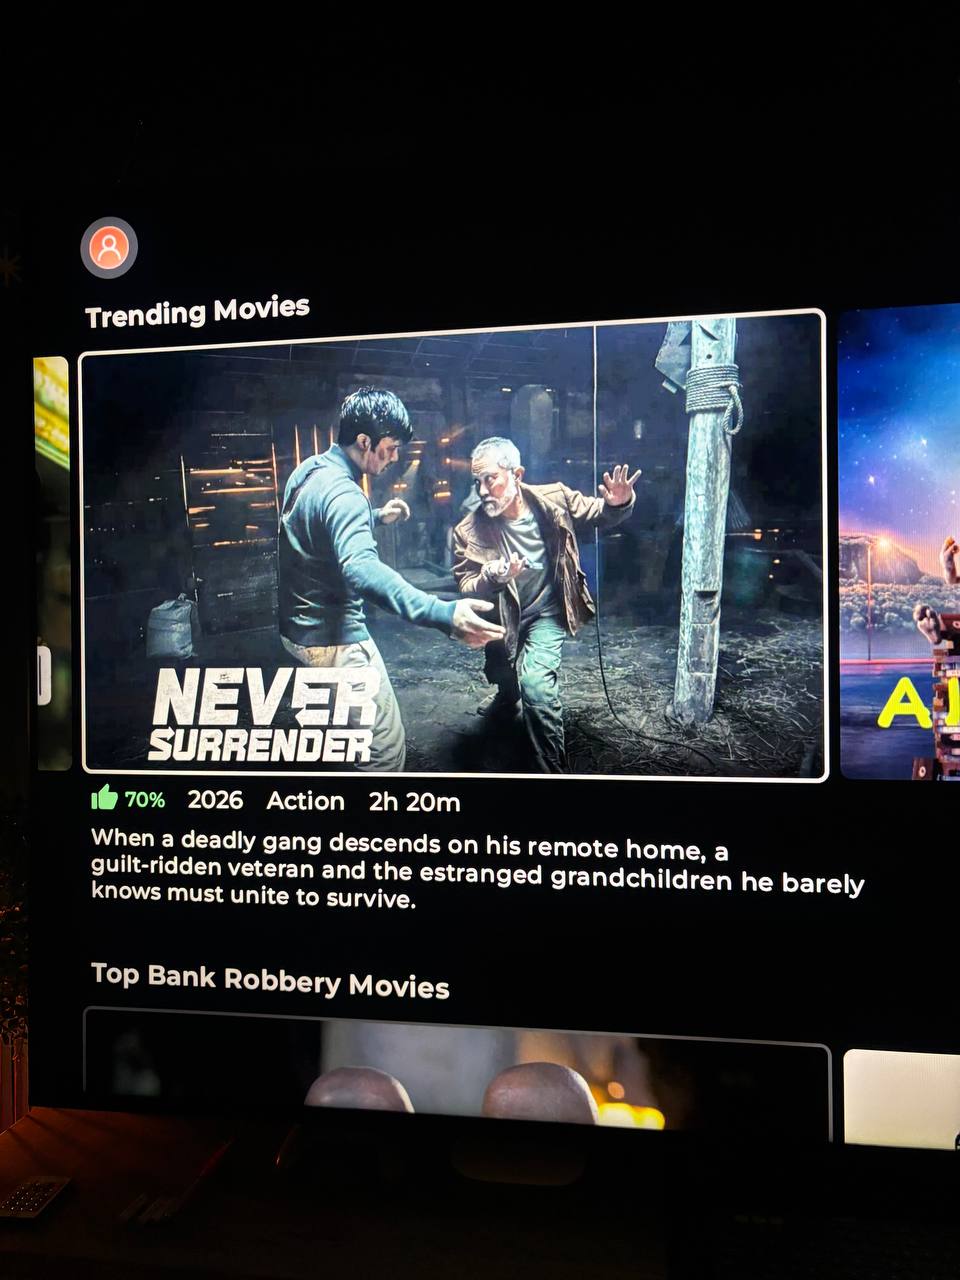 Trending Movies
NEVER
SURRENDER
70% 2026 Action 2h 20m
When a deadly gang descends on his remote home, a
guilt-ridden veteran and the estranged grandchildren he barely
knows must unite to survive.
Top Bank Robbery Movies